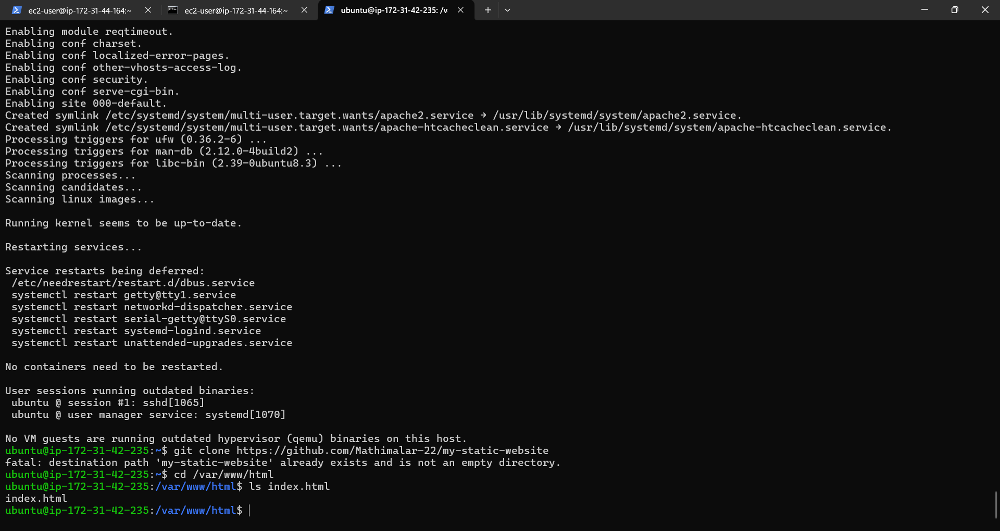 ec2-user@ip-172-31-44-164:~
ec2-user@ip-172-31-44-164:~
ubuntu@ip-172-31-42-235: /v
Enabling module reqtimeout.
Enabling conf charset.
Enabling conf localized-error-pages.
Enabling conf other-vhosts-access-log.
Enabling conf security.
Enabling conf serve-cgi-bin.
Enabling site 000-default.
Created symlink /etc/systemd/system/multi-user.target.wants/apache2.service → /usr/lib/systemd/system/apache2.service.
Created symlink /etc/systemd/system/multi-user.target.wants/apache-htcacheclean.service → /usr/lib/systemd/system/apache-htcacheclean.service.
Processing triggers for ufw (0.36.2-6) ...
Processing triggers for man-db (2.12.0-4build2) ...
Processing triggers for libc-bin (2.39-0ubuntu8.3) ...
Scanning processes...
Scanning candidates...
Scanning linux images...
Running kernel seems to be up-to-date.
Restarting services...
Service restarts being deferred:
/etc/needrestart/restart.d/dbus.service
systemctl restart getty@tty1.service
systemctl restart networkd-dispatcher.service
systemctl restart serial-getty@ttyS0.service
systemctl restart systemd-logind.service
systemctl restart unattended-upgrades.service
No containers need to be restarted.
User sessions running outdated binaries:
ubuntu @ session #1: sshd[1065]
ubuntu @ user manager service: systemd[1070]
No VM guests are running outdated hypervisor (qemu) binaries on this host.
ubuntu@ip-172-31-42-235:~$ git clone https://github.com/Mathimalar-22/my-static-website
fatal: destination path 'my-static-website' already exists and is not an empty directory.
ubuntu@ip-172-31-42-235:~$ cd /var/www/html
ubuntu@ip-172-31-42-235:/var/www/html$ ls index.html
index.html
ubuntu@ip-172-31-42-235:/var/www/html$